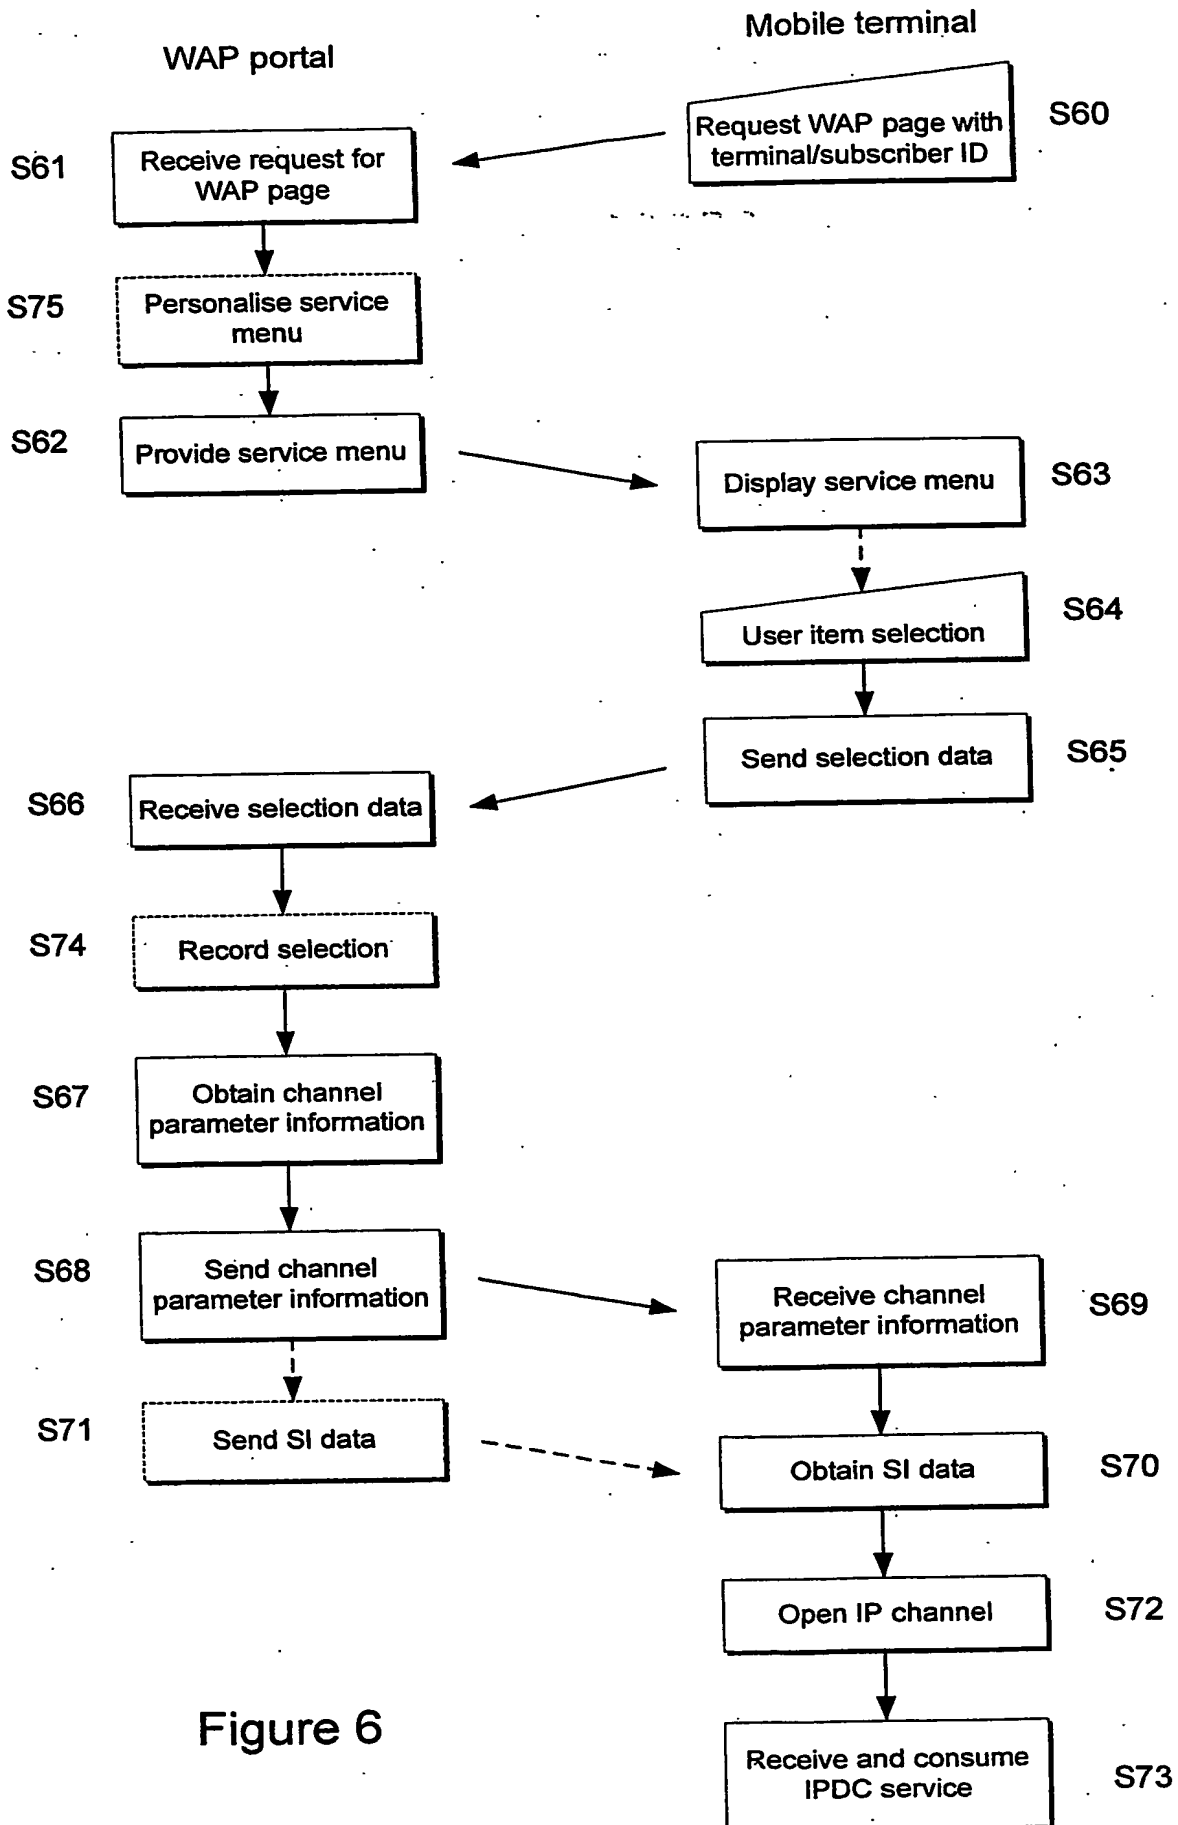 WAP portal
Mobile terminal
Request WAP page with
terminal/subscriber ID
S60
S61
Receive request for
WAP page
S75
Personalise service
menu
S62
Provide service menu
Display service menu
S63
User item selection
S64
Send selection data
S65
S66
Receive selection data
S74
Record selection
S67
Obtain channel
parameter information
S68
Send channel
parameter information
Receive channel
parameter information
S69
S71
Send SI data
Obtain SI data
S70
Open IP channel
S72
Figure 6
Receive and consume
IPDC service
S73